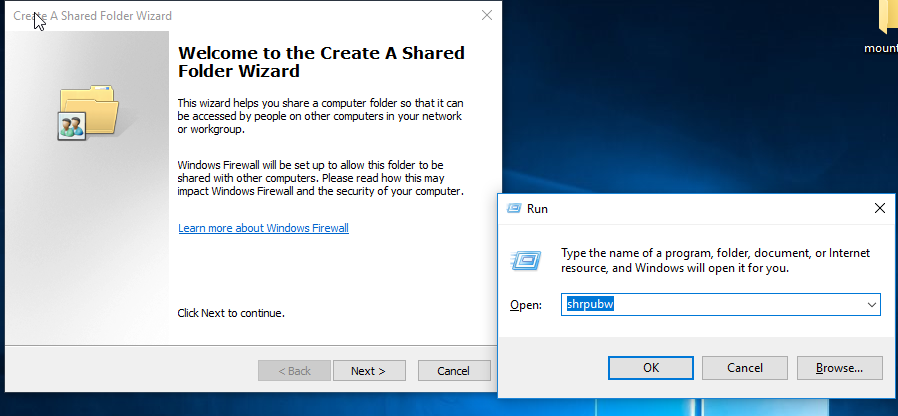 Create A Shared Folder Wizard
Welcome to the Create A Shared
Folder Wizard
This wizard helps you share a computer folder so that it can
be accessed by people on other computers in your network
or workgroup.
Windows Firewall will be set up to allow this folder to be
shared with other computers. Please read how this may
impact Windows Firewall and the security of your computer.
Learn more about Windows Firewall
Click Next to continue.
< Back
Next >
Cancel
mount
Run
Type the name of a program, folder, document, or Internet
resource, and Windows will open it for you.
Open:
shrpubw
OK
Cancel
Browse...